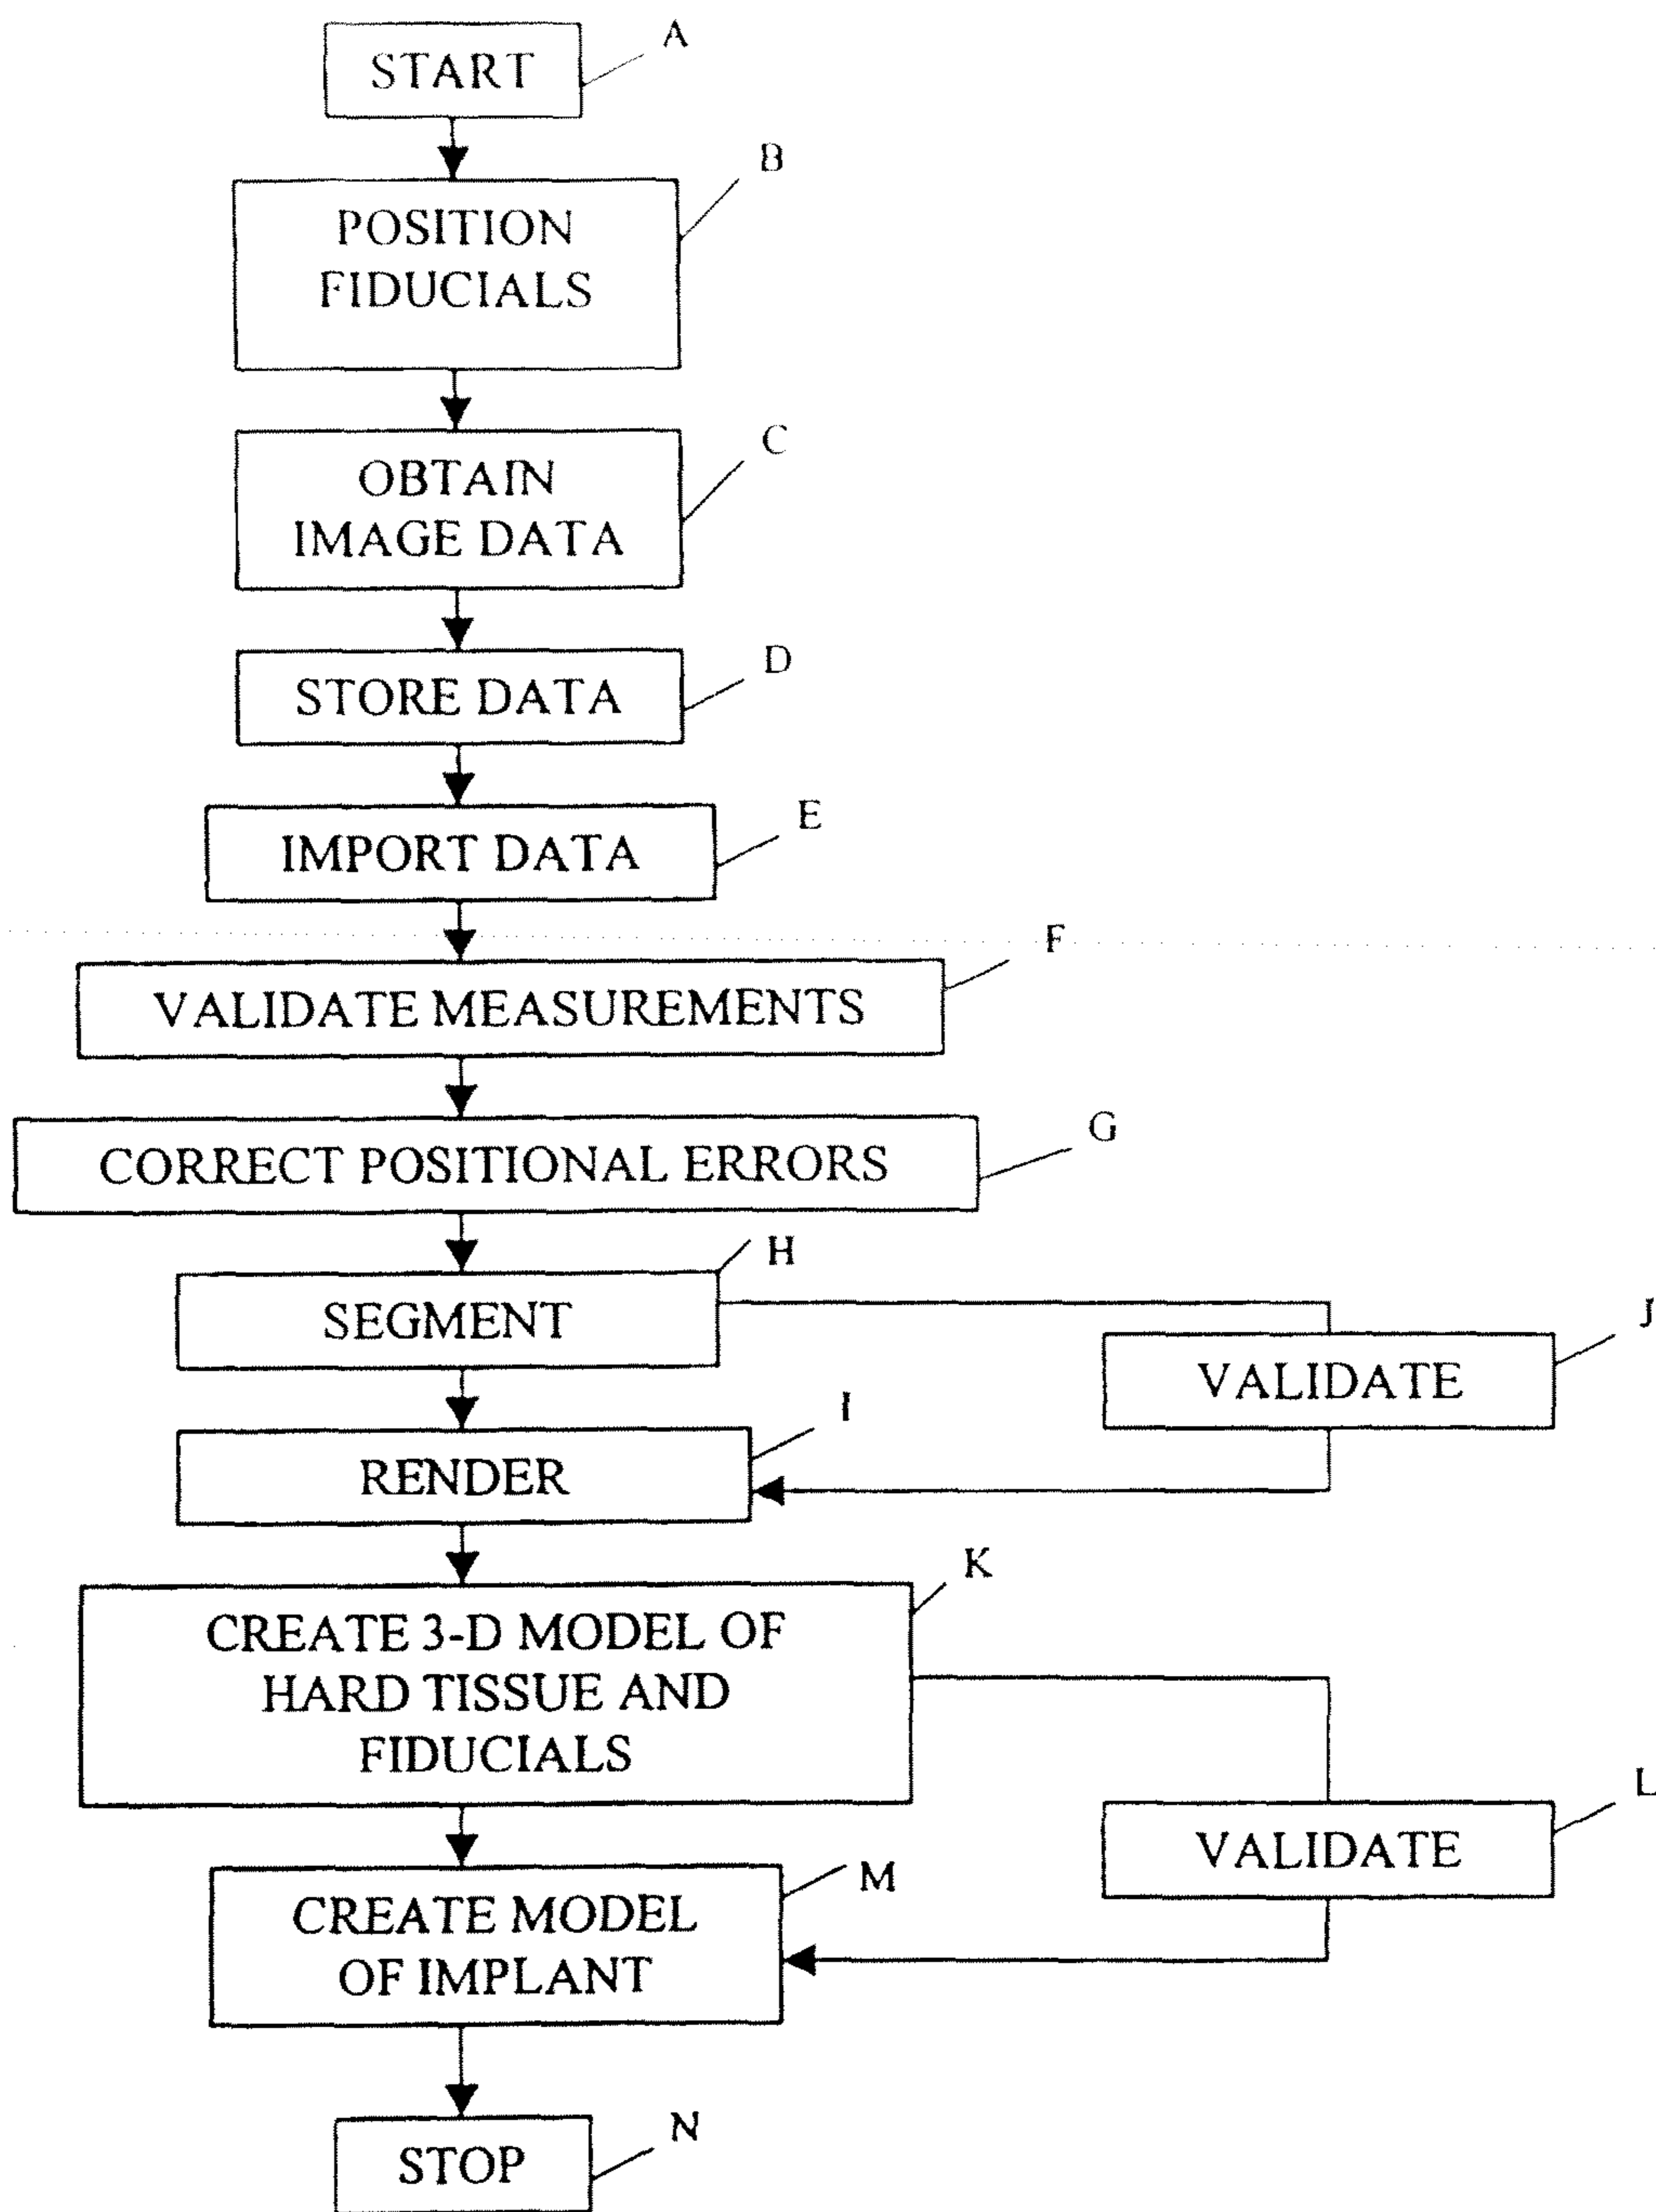 START
A
POSITION
FIDUCIALS
B
OBTAIN
IMAGE DATA
C
STORE DATA
D
IMPORT DATA
E
VALIDATE MEASUREMENTS
F
CORRECT POSITIONAL ERRORS
G
SEGMENT
H
VALIDATE
J
RENDER
I
CREATE 3-D MODEL OF
HARD TISSUE AND
FIDUCIALS
K
VALIDATE
L
CREATE MODEL
OF IMPLANT
M
STOP
N